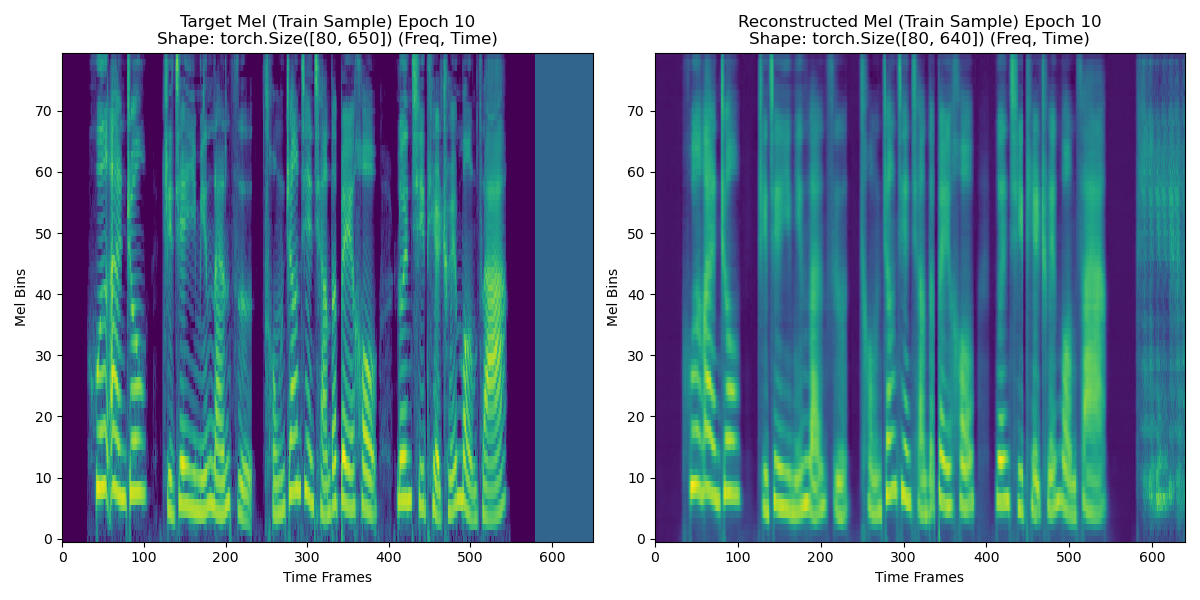 Target Mel (Train Sample) Epoch 10
Shape: torch.Size([80, 650]) (Freq, Time)
Mel Bins
70
60
50
40
30
20
10
0
0 100 200 300 400 500 600
Time Frames
Reconstructed Mel (Train Sample) Epoch 10
Shape: torch.Size([80, 640]) (Freq, Time)
Mel Bins
70
60
50
40
30
20
10
0
0 100 200 300 400 500 600
Time Frames